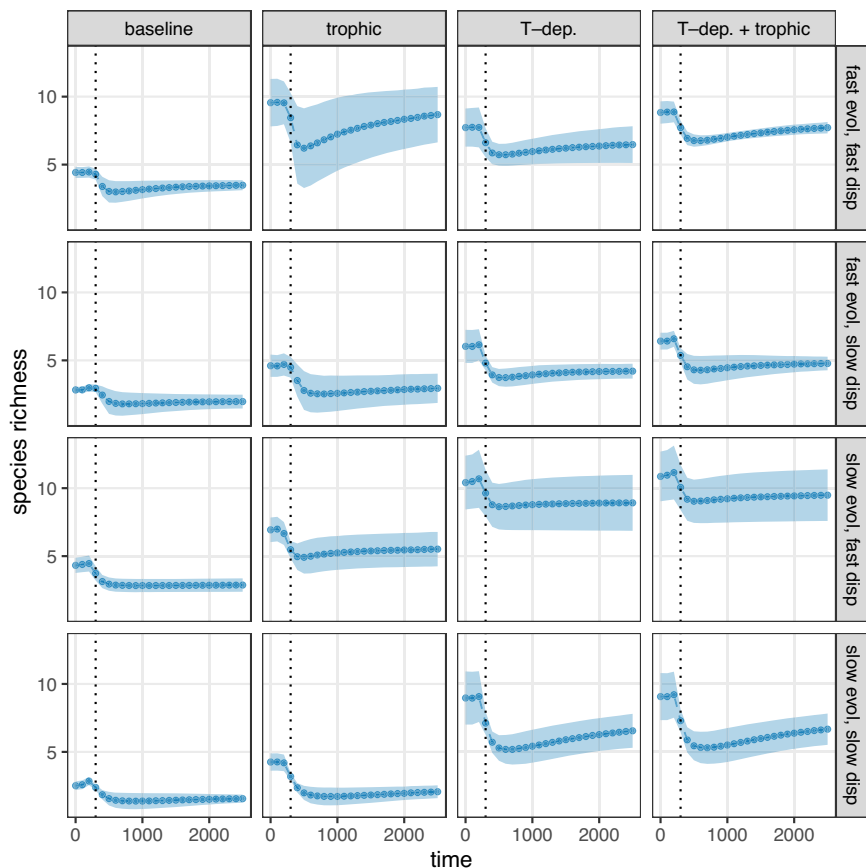 baseline
trophic
T–dep.
T–dep. + trophic
10
5
fast evol, fast disp
10
5
fast evol, slow disp
species richness
10
5
slow evol, fast disp
10
5
slow evol, slow disp
0 1000 2000
0 1000 2000
0 1000 2000
0 1000 2000
time